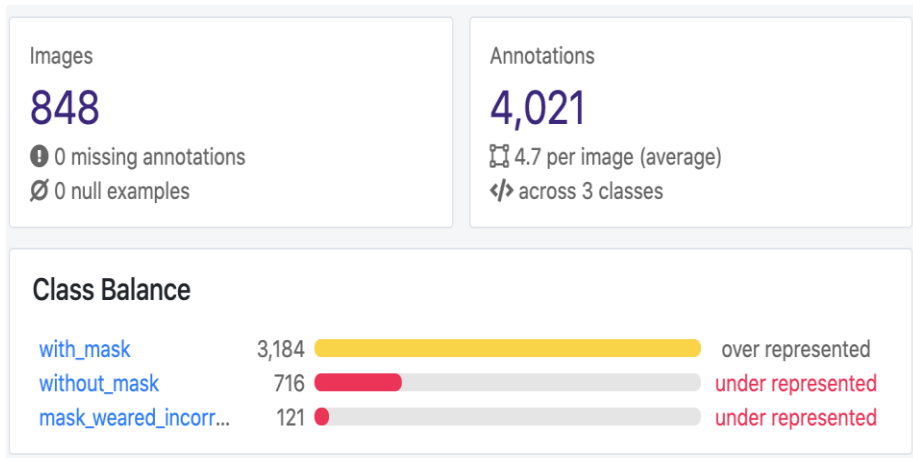 Images
848
0 missing annotations
0 null examples
Annotations
4,021
4.7 per image (average)
</> across 3 classes
Class Balance
with_mask 3,184 over represented
without_mask 716 under represented
mask_weared_incorr... 121 under represented